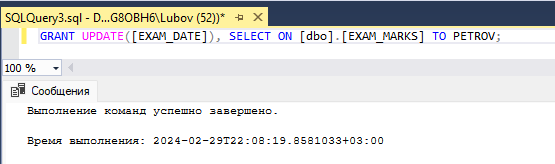 SQLQuery3.sql - D...G8OBH6\Lubov (52))*
GRANT UPDATE([EXAM_DATE]), SELECT ON [dbo].[EXAM_MARKS] TO PETROV;
100 %
Сообщения
Выполнение команд успешно завершено.
Время выполнения: 2024-02-29T22:08:19.8581033+03:00